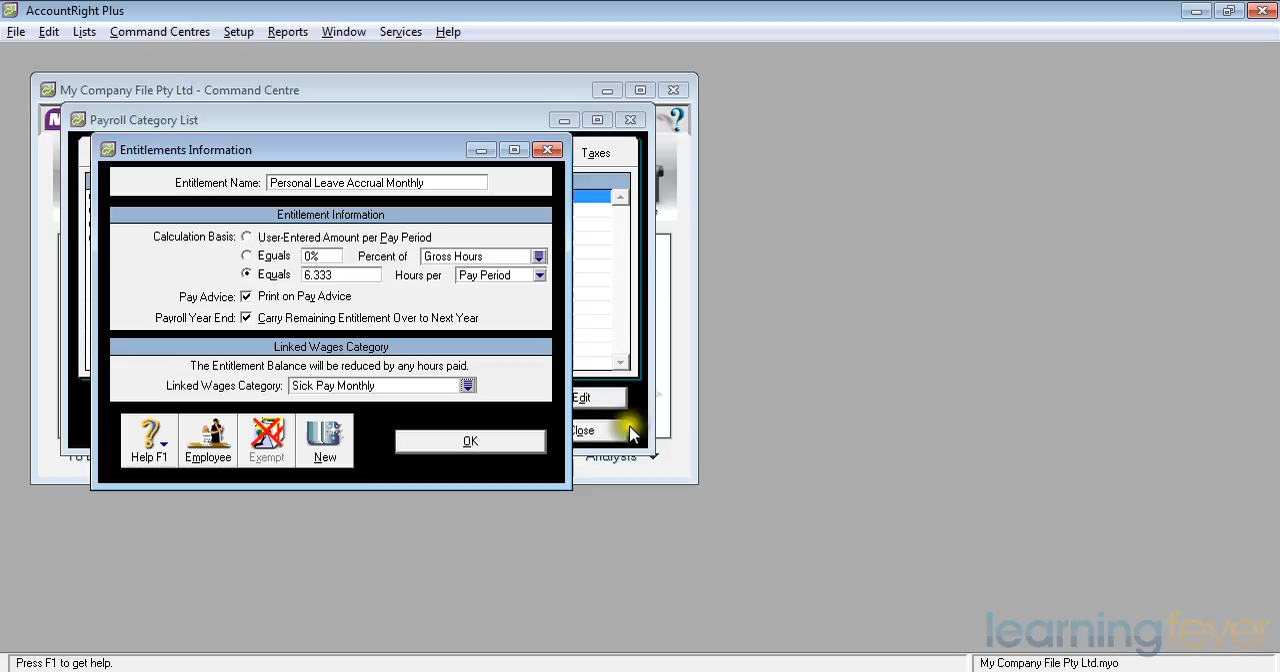 AccountRight Plus
File Edit Lists Command Centres Setup Reports Window Services Help
My Company File Pty Ltd - Command Centre
Payroll Category List
Entitlements Information
Taxes
Entitlement Name: Personal Leave Accrual Monthly
Entitlement Information
Calculation Basis: User-Entered Amount per Pay Period
Equals 0% Percent of Gross Hours
Equals 6.333 Hours per Pay Period
Pay Advice: Print on Pay Advice
Payroll Year End: Carry Remaining Entitlement Over to Next Year
Linked Wages Category
The Entitlement Balance will be reduced by any hours paid.
Linked Wages Category: Sick Pay Monthly
Edit
Close
Help F1 Employee Exempt New
OK
Analysis
learningfever
Press F1 to get help.
My Company File Pty Ltd.myo